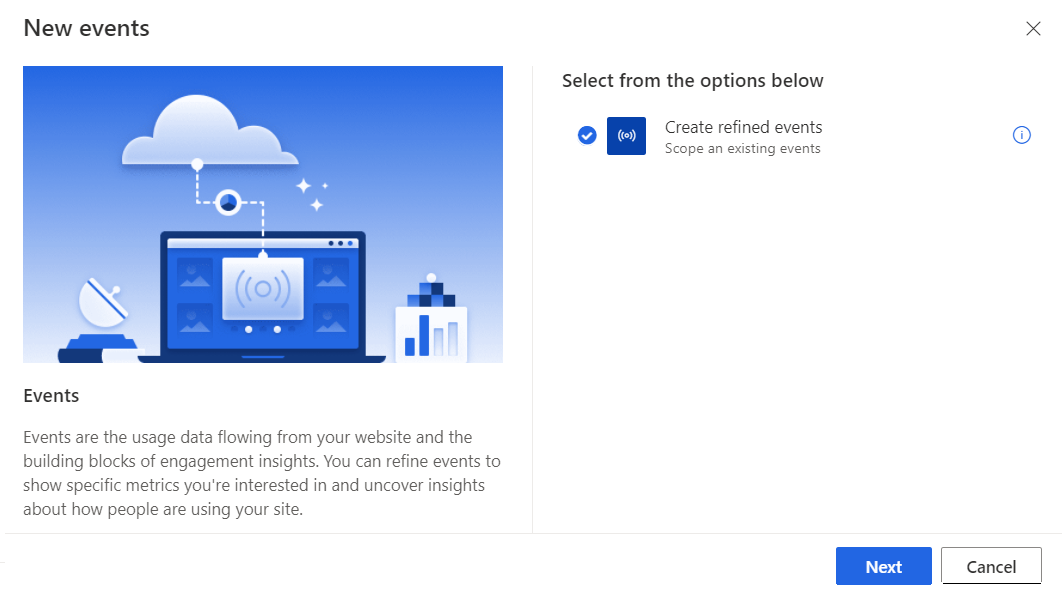 New events
Events
Events are the usage data flowing from your website and the
building blocks of engagement insights. You can refine events to
show specific metrics you're interested in and uncover insights
about how people are using your site.
Select from the options below
Create refined events
Scope an existing events
Next
Cancel